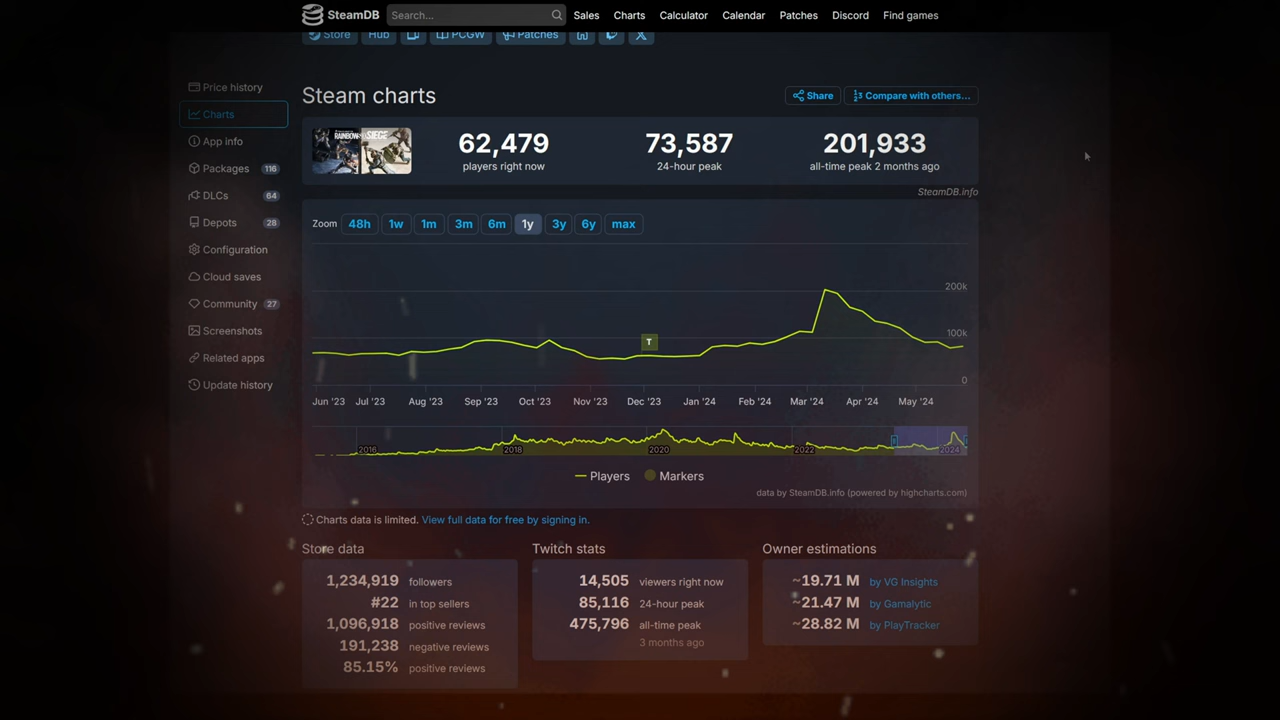 SteamDB Search... Sales Charts Calculator Calendar Patches Discord Find games
Store Hub PCGW Patches
Price history
Charts
App info
Packages 116
DLCs 64
Depots 28
Configuration
Cloud saves
Community 27
Screenshots
Related apps
Update history
Steam charts
Share Compare with others...
RAINBOW SIEGE
62,479 73,587 201,933
players right now 24-hour peak all-time peak 2 months ago
SteamDB.info
Zoom 48h 1w 1m 3m 6m 1y 3y 6y max
200k
T
100k
0
Jun '23 Jul '23 Aug '23 Sep '23 Oct '23 Nov '23 Dec '23 Jan '24 Feb '24 Mar '24 Apr '24 May '24
2016 2018 2020 2022 2024
Players Markers
data by SteamDB.info (powered by highcharts.com)
Charts data is limited. View full data for free by signing in.
Store data
1,234,919 followers
#22 in top sellers
1,096,918 positive reviews
191,238 negative reviews
85.15% positive reviews
Twitch stats
14,505 viewers right now
85,116 24-hour peak
475,796 all-time peak
3 months ago
Owner estimations
~19.71 M by VG Insights
~21.47 M by Gamalytic
~28.82 M by PlayTracker